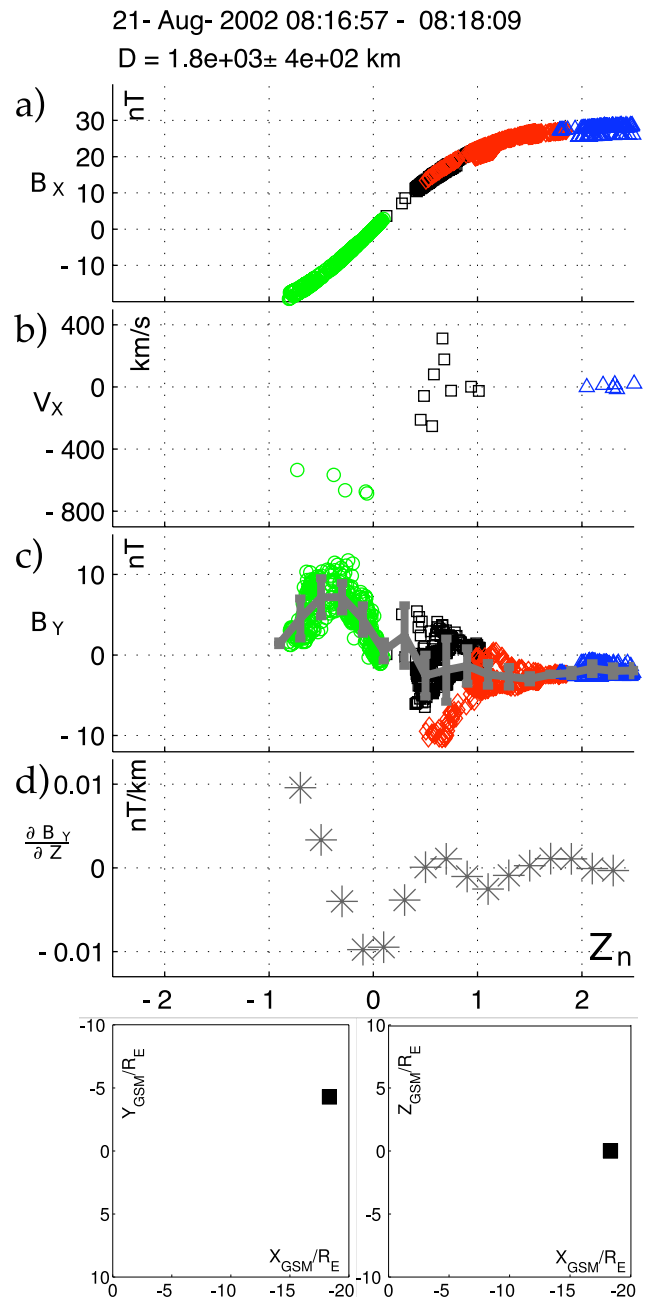 21- Aug- 2002 08:16:57 - 08:18:09
D = 1.8e+03± 4e+02 km
a)
nT
30
20
B X
10
0
- 10
b)
km/s
400
0
V X
- 400
- 800
c)
nT
10
B Y
0
- 10
d)
nT/km
0.01
∂ B Y
∂ Z
0
- 0.01
Z n
- 2 - 1 0 1 2
-10
-5
0
5
10
Y GSM/R E
X GSM/R E
0 -5 -10 -15 -20
10
5
0
-5
-10
Z GSM/R E
X GSM/R E
0 -5 -10 -15 -20